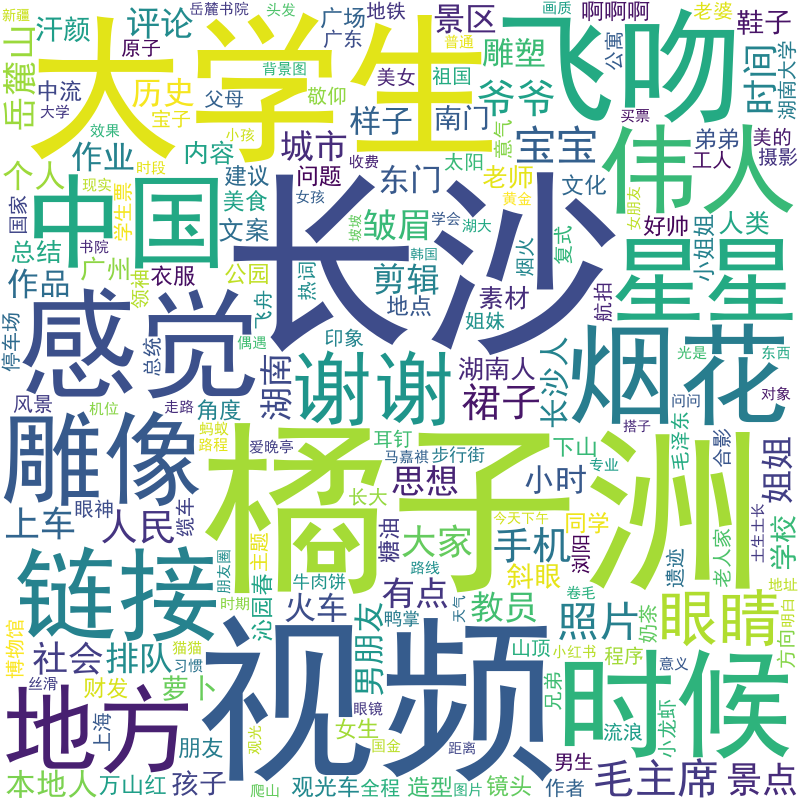 新疆
岳麓书院
头发
广场
地铁
景区
啊啊啊
画质
老婆
鞋子
汗颜
评论
广东
岳麓山
原子
大学生
飞吻
雕塑
普通
公寓
时间
湖南大学
中流
历史
背景图
美女
祖国
爷爷
大学
宝子
父母
敬仰
样子
南门
意气
买票
效果
小孩
作业
城市
宝宝
伟人
弟弟
美的
时段
收费
太阳
工人
摄影
个人
内容
问题
东门
老师
文化
现实
建议
女孩
黄金
中国
国家
学生票
美食
皱眉
坡坡
学会
湖大
女朋友
好帅
人类
总结
书院
文案
长沙
韩国
烟火
复式
小姐姐
星星
作品
广州
领袖
衣服
公园
热词
剪辑
素材
航拍
飞舟
地点
姐妹
停车场
感觉
总统
偶遇
印象
谢谢
湖南人
长沙人
烟花
光是
东西
风景
机位
走路
角度
湖南
裙子
问问
对象
雕像
蚂蚁
路程
爱晚亭
耳钉
马嘉祺
步行街
下山
毛泽东
合影
搭子
橘子洲
思想
小时
专业
姐姐
上车
眼神
人民
缆车
长大
今天下午
同学
土生土长
链接
朋友圈
主题
糖油
大家
手机
浏阳
遗迹
老人家
学校
沁园春
牛肉饼
路线
斜眼
时期
火车
有点
教员
照片
卷毛
奶茶
眼睛
博物馆
社会
排队
猫猫
习惯
男朋友
鸭掌
天气
山顶
小红书
程序
意义
方向
明白
地方
丝滑
财发
萝卜
视频
兄弟
时候
上海
眼镜
女生
流浪
小龙虾
朋友
观光
国金
距离
男生
本地人
万山红
孩子
爬山
观光车
全程
造型
图片
镜头
作者
毛主席
景点